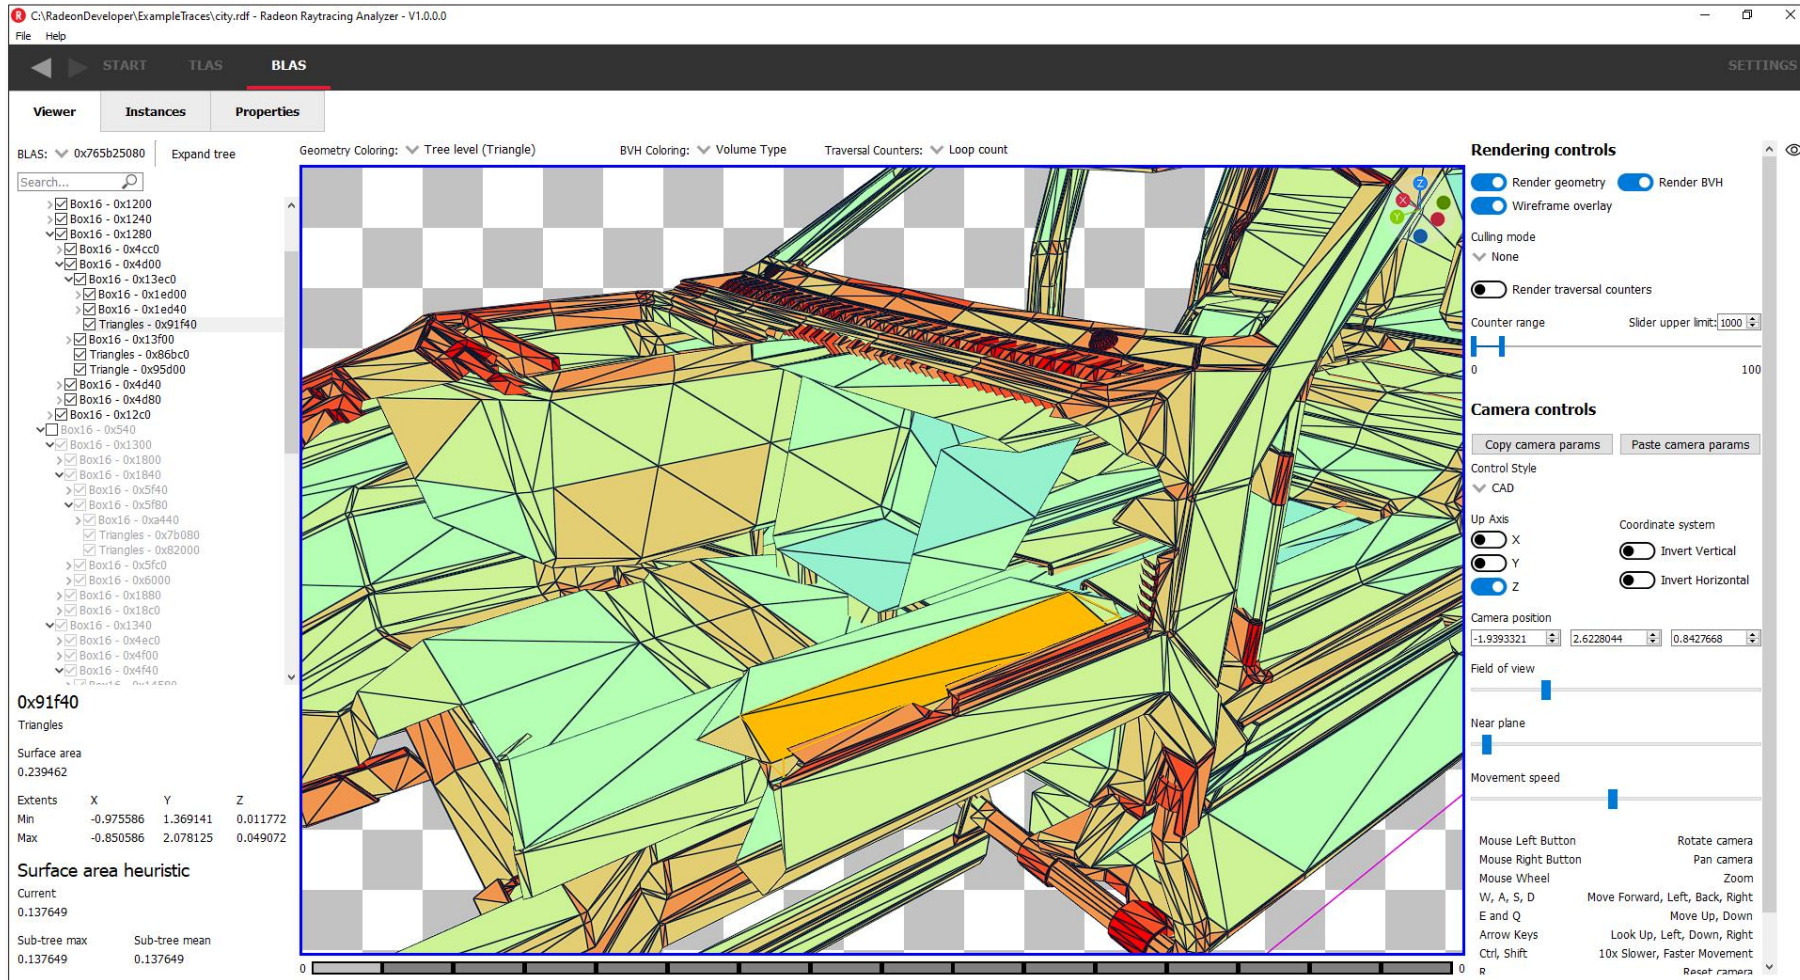 C:\RadeonDeveloper\ExampleTraces\city.rdf - Radeon Raytracing Analyzer - V1.0.0.0
File Help
START TLAS BLAS SETTINGS
Viewer Instances Properties
BLAS: 0x765b25080 Expand tree
Search...
Box16 - 0x1200
Box16 - 0x1240
Box16 - 0x1280
Box16 - 0x4cc0
Box16 - 0x4d00
Box16 - 0x13ec0
Box16 - 0x1ed00
Box16 - 0x1ed40
Triangles - 0x91f40
Box16 - 0x13f00
Triangles - 0x86bc0
Triangle - 0x95d00
Box16 - 0x4d40
Box16 - 0x4d80
Box16 - 0x12c0
Box16 - 0x540
Box16 - 0x1300
Box16 - 0x1800
Box16 - 0x1840
Box16 - 0x5f40
Box16 - 0x5f80
Box16 - 0xa440
Triangles - 0x7b080
Triangles - 0x82000
Box16 - 0x5fc0
Box16 - 0x6000
Box16 - 0x1880
Box16 - 0x18c0
Box16 - 0x1340
Box16 - 0x4ec0
Box16 - 0x4f00
Box16 - 0x4f40
0x91f40
Triangles
Surface area
0.239462
Extents X Y Z
Min -0.975586 1.369141 0.011772
Max -0.850586 2.078125 0.049072
Surface area heuristic
Current
0.137649
Sub-tree max Sub-tree mean
0.137649 0.137649
Geometry Coloring: Tree level (Triangle) BVH Coloring: Volume Type Traversal Counters: Loop count
Z
X
Y
0 0
Rendering controls
Render geometry Render BVH
Wireframe overlay
Culling mode
None
Render traversal counters
Counter range Slider upper limit: 1000
0 100
Camera controls
Copy camera params Paste camera params
Control Style
CAD
Up Axis Coordinate system
X
Invert Vertical
Y
Invert Horizontal
Z
Camera position
-1.9393321 2.6228044 0.8427668
Field of view
Near plane
Movement speed
Mouse Left Button Rotate camera
Mouse Right Button Pan camera
Mouse Wheel Zoom
W, A, S, D Move Forward, Left, Back, Right
E and Q Move Up, Down
Arrow Keys Look Up, Left, Down, Right
Ctrl, Shift 10x Slower, Faster Movement
R Reset camera